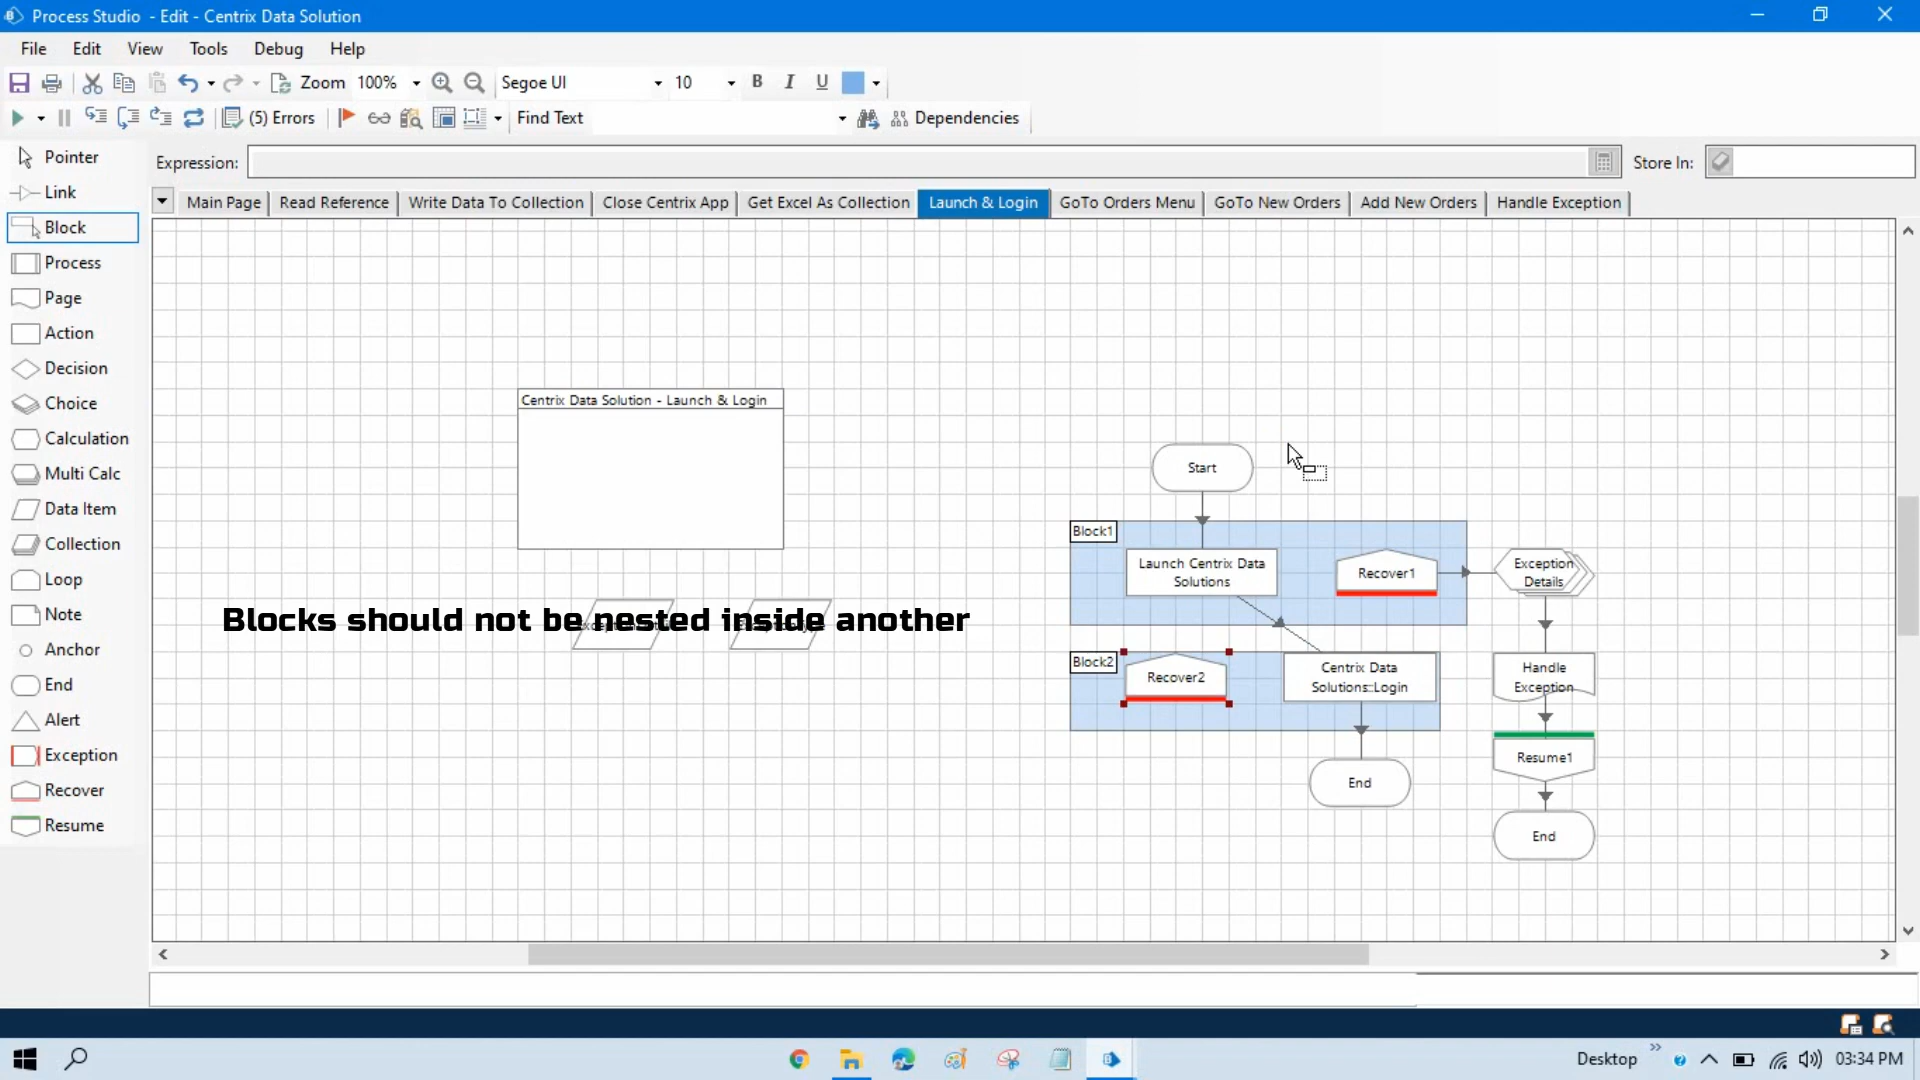 Process Studio - Edit - Centrix Data Solution
File Edit View Tools Debug Help
Zoom 100% Segoe UI 10 B I U
(5) Errors Find Text Dependencies
Pointer
Link
Block
Process
Page
Action
Decision
Choice
Calculation
Multi Calc
Data Item
Collection
Loop
Note
Anchor
End
Alert
Exception
Recover
Resume
Expression: Store In:
Main Page Read Reference Write Data To Collection Close Centrix App Get Excel As Collection Launch & Login GoTo Orders Menu GoTo New Orders Add New Orders Handle Exception
Centrix Data Solution - Launch & Login
Blocks should not be nested inside another
Start
Block1
Launch Centrix Data
Solutions
Recover1
Exception
Details
Block2
Recover2
Centrix Data
Solutions::Login
Handle
Exception
End
Resume1
End
Desktop
03:34 PM